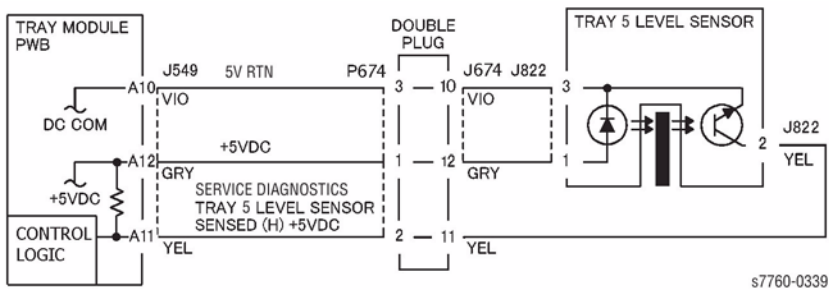 TRAY MODULE
PWB
DOUBLE
PLUG
TRAY 5 LEVEL SENSOR
J549 5V RTN P674 J674 J822
A10 3 10 3
VIO VIO
DC COM
J822
2
YEL
+5VDC
A12 1 12 1
GRY GRY
+5VDC
SERVICE DIAGNOSTICS
TRAY 5 LEVEL SENSOR
SENSED (H) +5VDC
CONTROL
LOGIC
A11 2 11
YEL YEL
s7760-0339